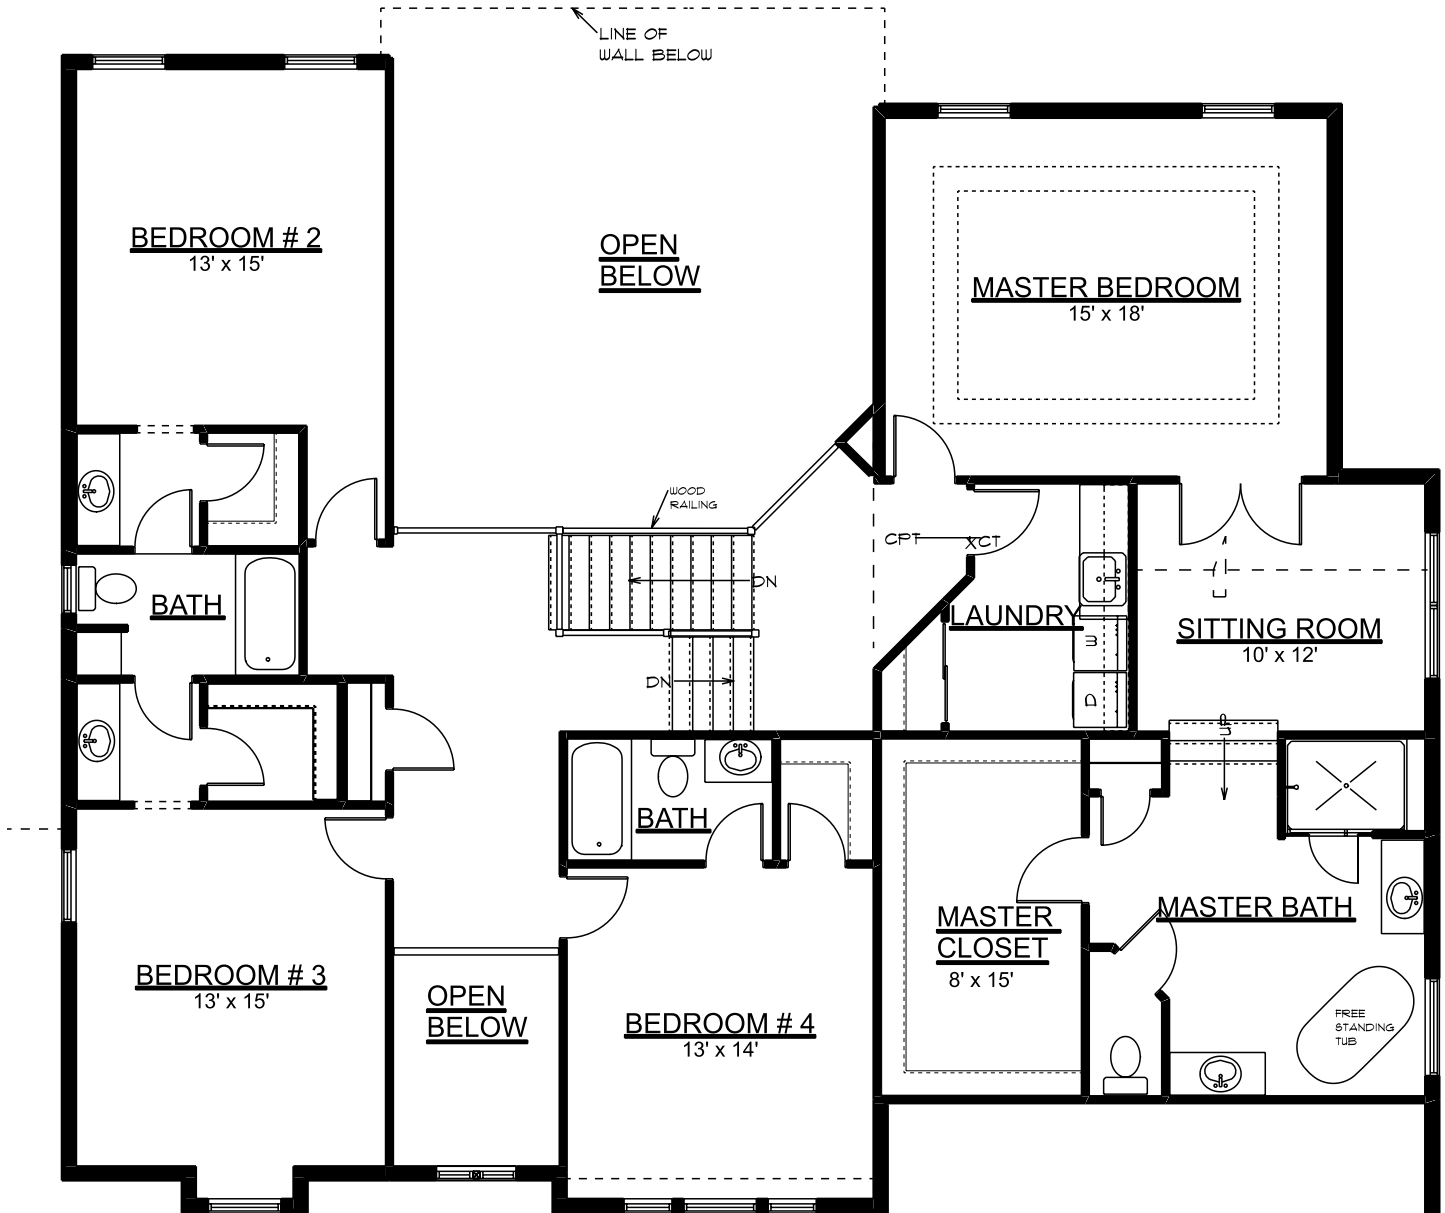 LINE OF
WALL BELOW
BEDROOM # 2
13' x 15'
OPEN
BELOW
MASTER BEDROOM
15' x 18'
WOOD
RAILING
CPT
XCT
DN
BATH
LAUNDRY
W
D
SITTING ROOM
10' x 12'
DN
BATH
MASTER
CLOSET
8' x 15'
MASTER BATH
BEDROOM # 3
13' x 15'
OPEN
BELOW
BEDROOM # 4
13' x 14'
FREE
STANDING
TUB